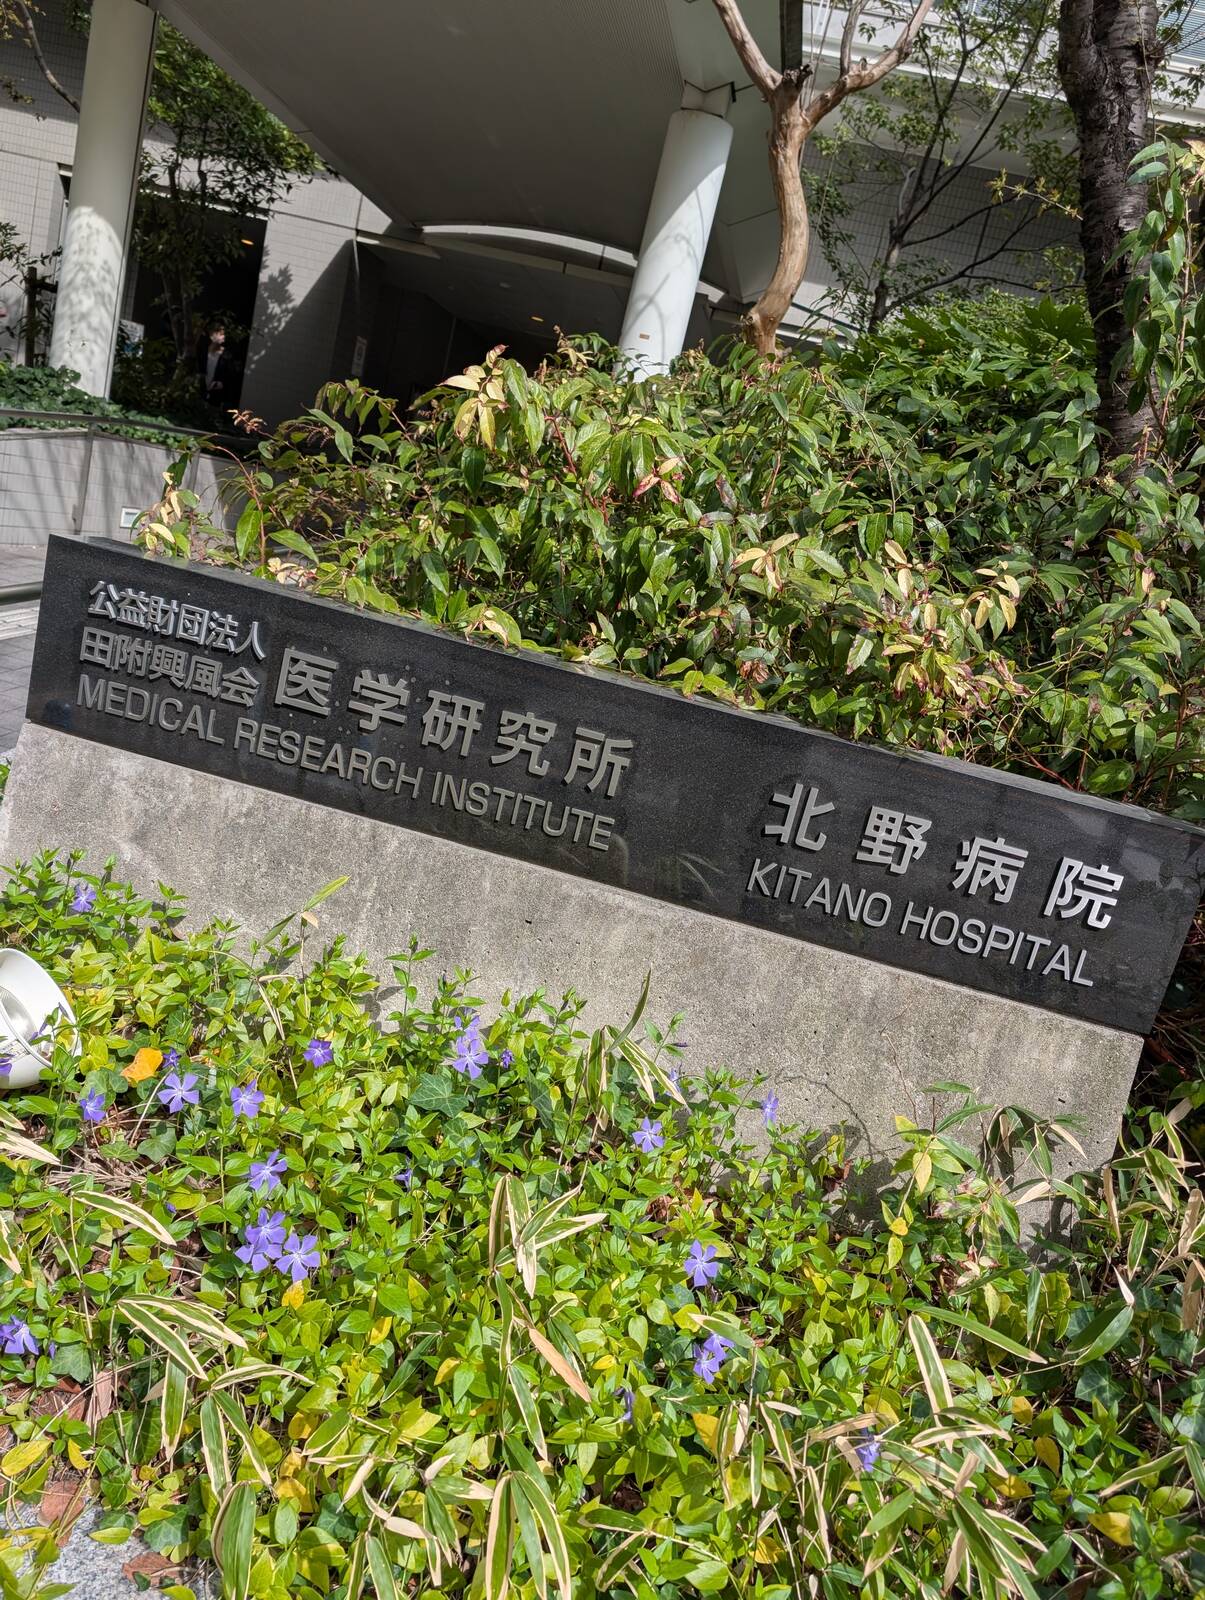 公益財団法人
田附興風会 医学研究所
MEDICAL RESEARCH INSTITUTE
北野病院
KITANO HOSPITAL